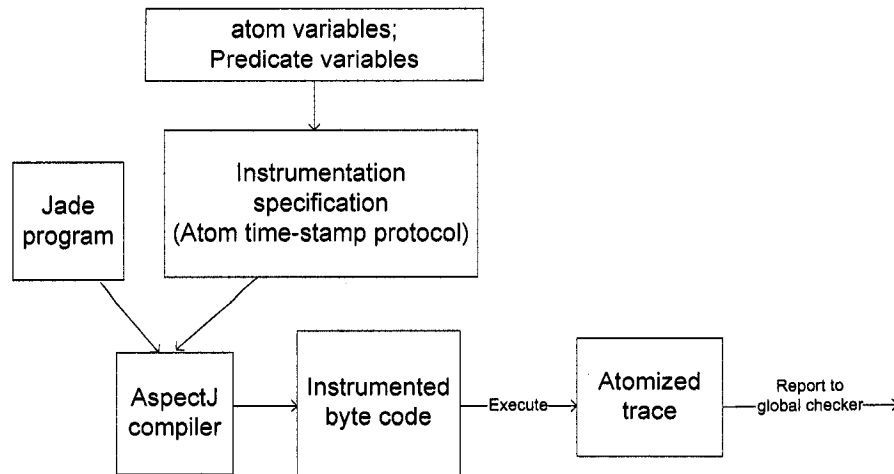 atom variables;
Predicate variables
Instrumentation
specification
(Atom time-stamp protocol)
Jade
program
AspectJ
compiler
Instrumented
byte code
Execute
Atomized
trace
Report to
global checker